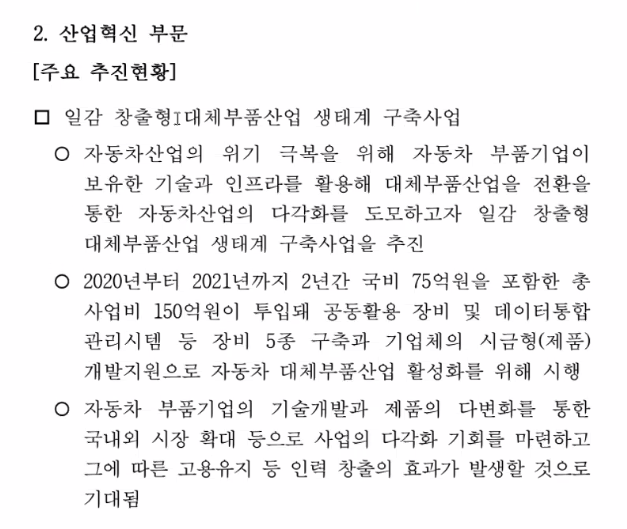 2. 산업혁신 부문
[주요 추진현황]
□ 일감 창출형 대체부품산업 생태계 구축사업
○ 자동차산업의 위기 극복을 위해 자동차 부품기업이
보유한 기술과 인프라를 활용해 대체부품산업을 전환을
통한 자동차산업의 다각화를 도모하고자 일감 창출형
대체부품산업 생태계 구축사업을 추진
○ 2020년부터 2021년까지 2년간 국비 75억원을 포함한 총
사업비 150억원이 투입돼 공동활용 장비 및 데이터통합
관리시템 등 장비 5종 구축과 기업체의 시금형(제품)
개발지원으로 자동차 대체부품산업 활성화를 위해 시행
○ 자동차 부품기업의 기술개발과 제품의 다변화를 통한
국내외 시장 확대 등으로 사업의 다각화 기회를 마련하고
그에 따른 고용유지 등 인력 창출의 효과가 발생할 것으로
기대됨